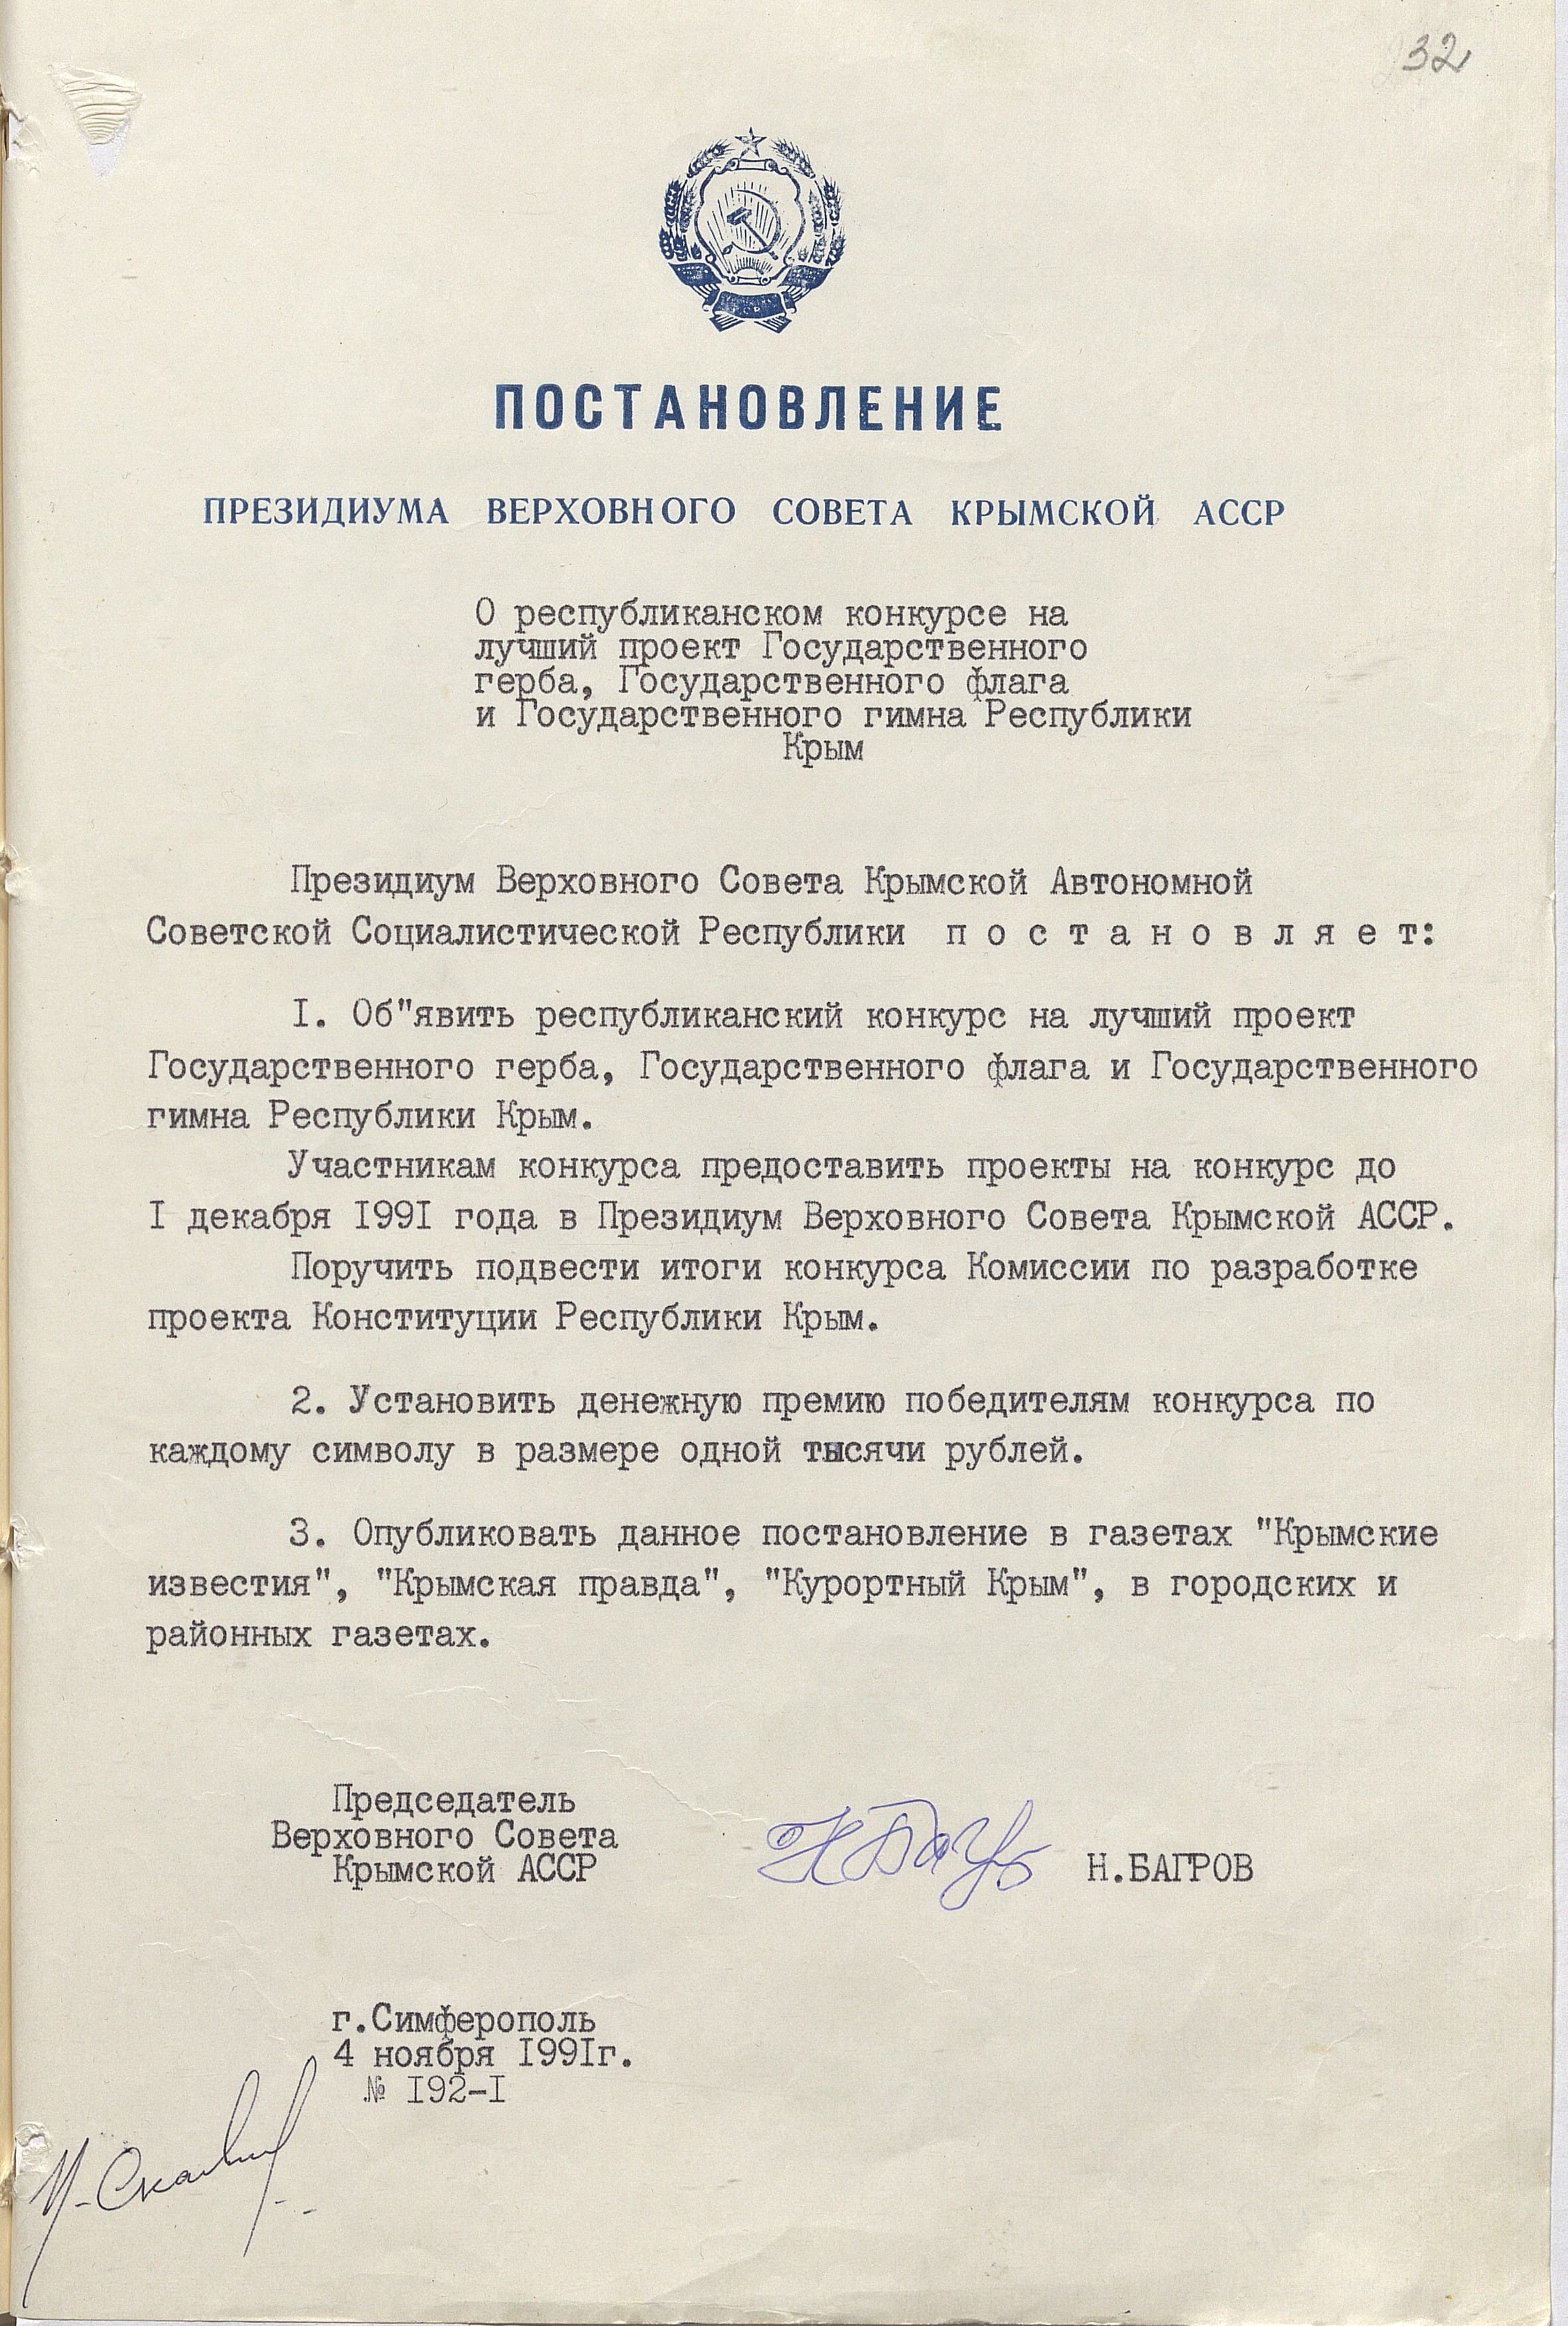 32
ПОСТАНОВЛЕНИЕ
ПРЕЗИДИУМА ВЕРХОВНОГО СОВЕТА КРЫМСКОЙ АССР
О республиканском конкурсе на
лучший проект Государственного
герба, Государственного флага
и Государственного гимна Республики
Крым
Президиум Верховного Совета Крымской Автономной
Советской Социалистической Республики п о с т а н о в л я е т:
I. Об"явить республиканский конкурс на лучший проект
Государственного герба, Государственного флага и Государственного
гимна Республики Крым.
Участникам конкурса предоставить проекты на конкурс до
I декабря I99I года в Президиум Верховного Совета Крымской АССР.
Поручить подвести итоги конкурса Комиссии по разработке
проекта Конституции Республики Крым.
2. Установить денежную премию победителям конкурса по
каждому символу в размере одной тысячи рублей.
3. Опубликовать данное постановление в газетах "Крымские
известия", "Крымская правда", "Курортный Крым", в городских и
районных газетах.
Председатель
Верховного Совета
Крымской АССР
Н.БАГРОВ
г.Симферополь
4 ноября I99Iг.
№ I92-I